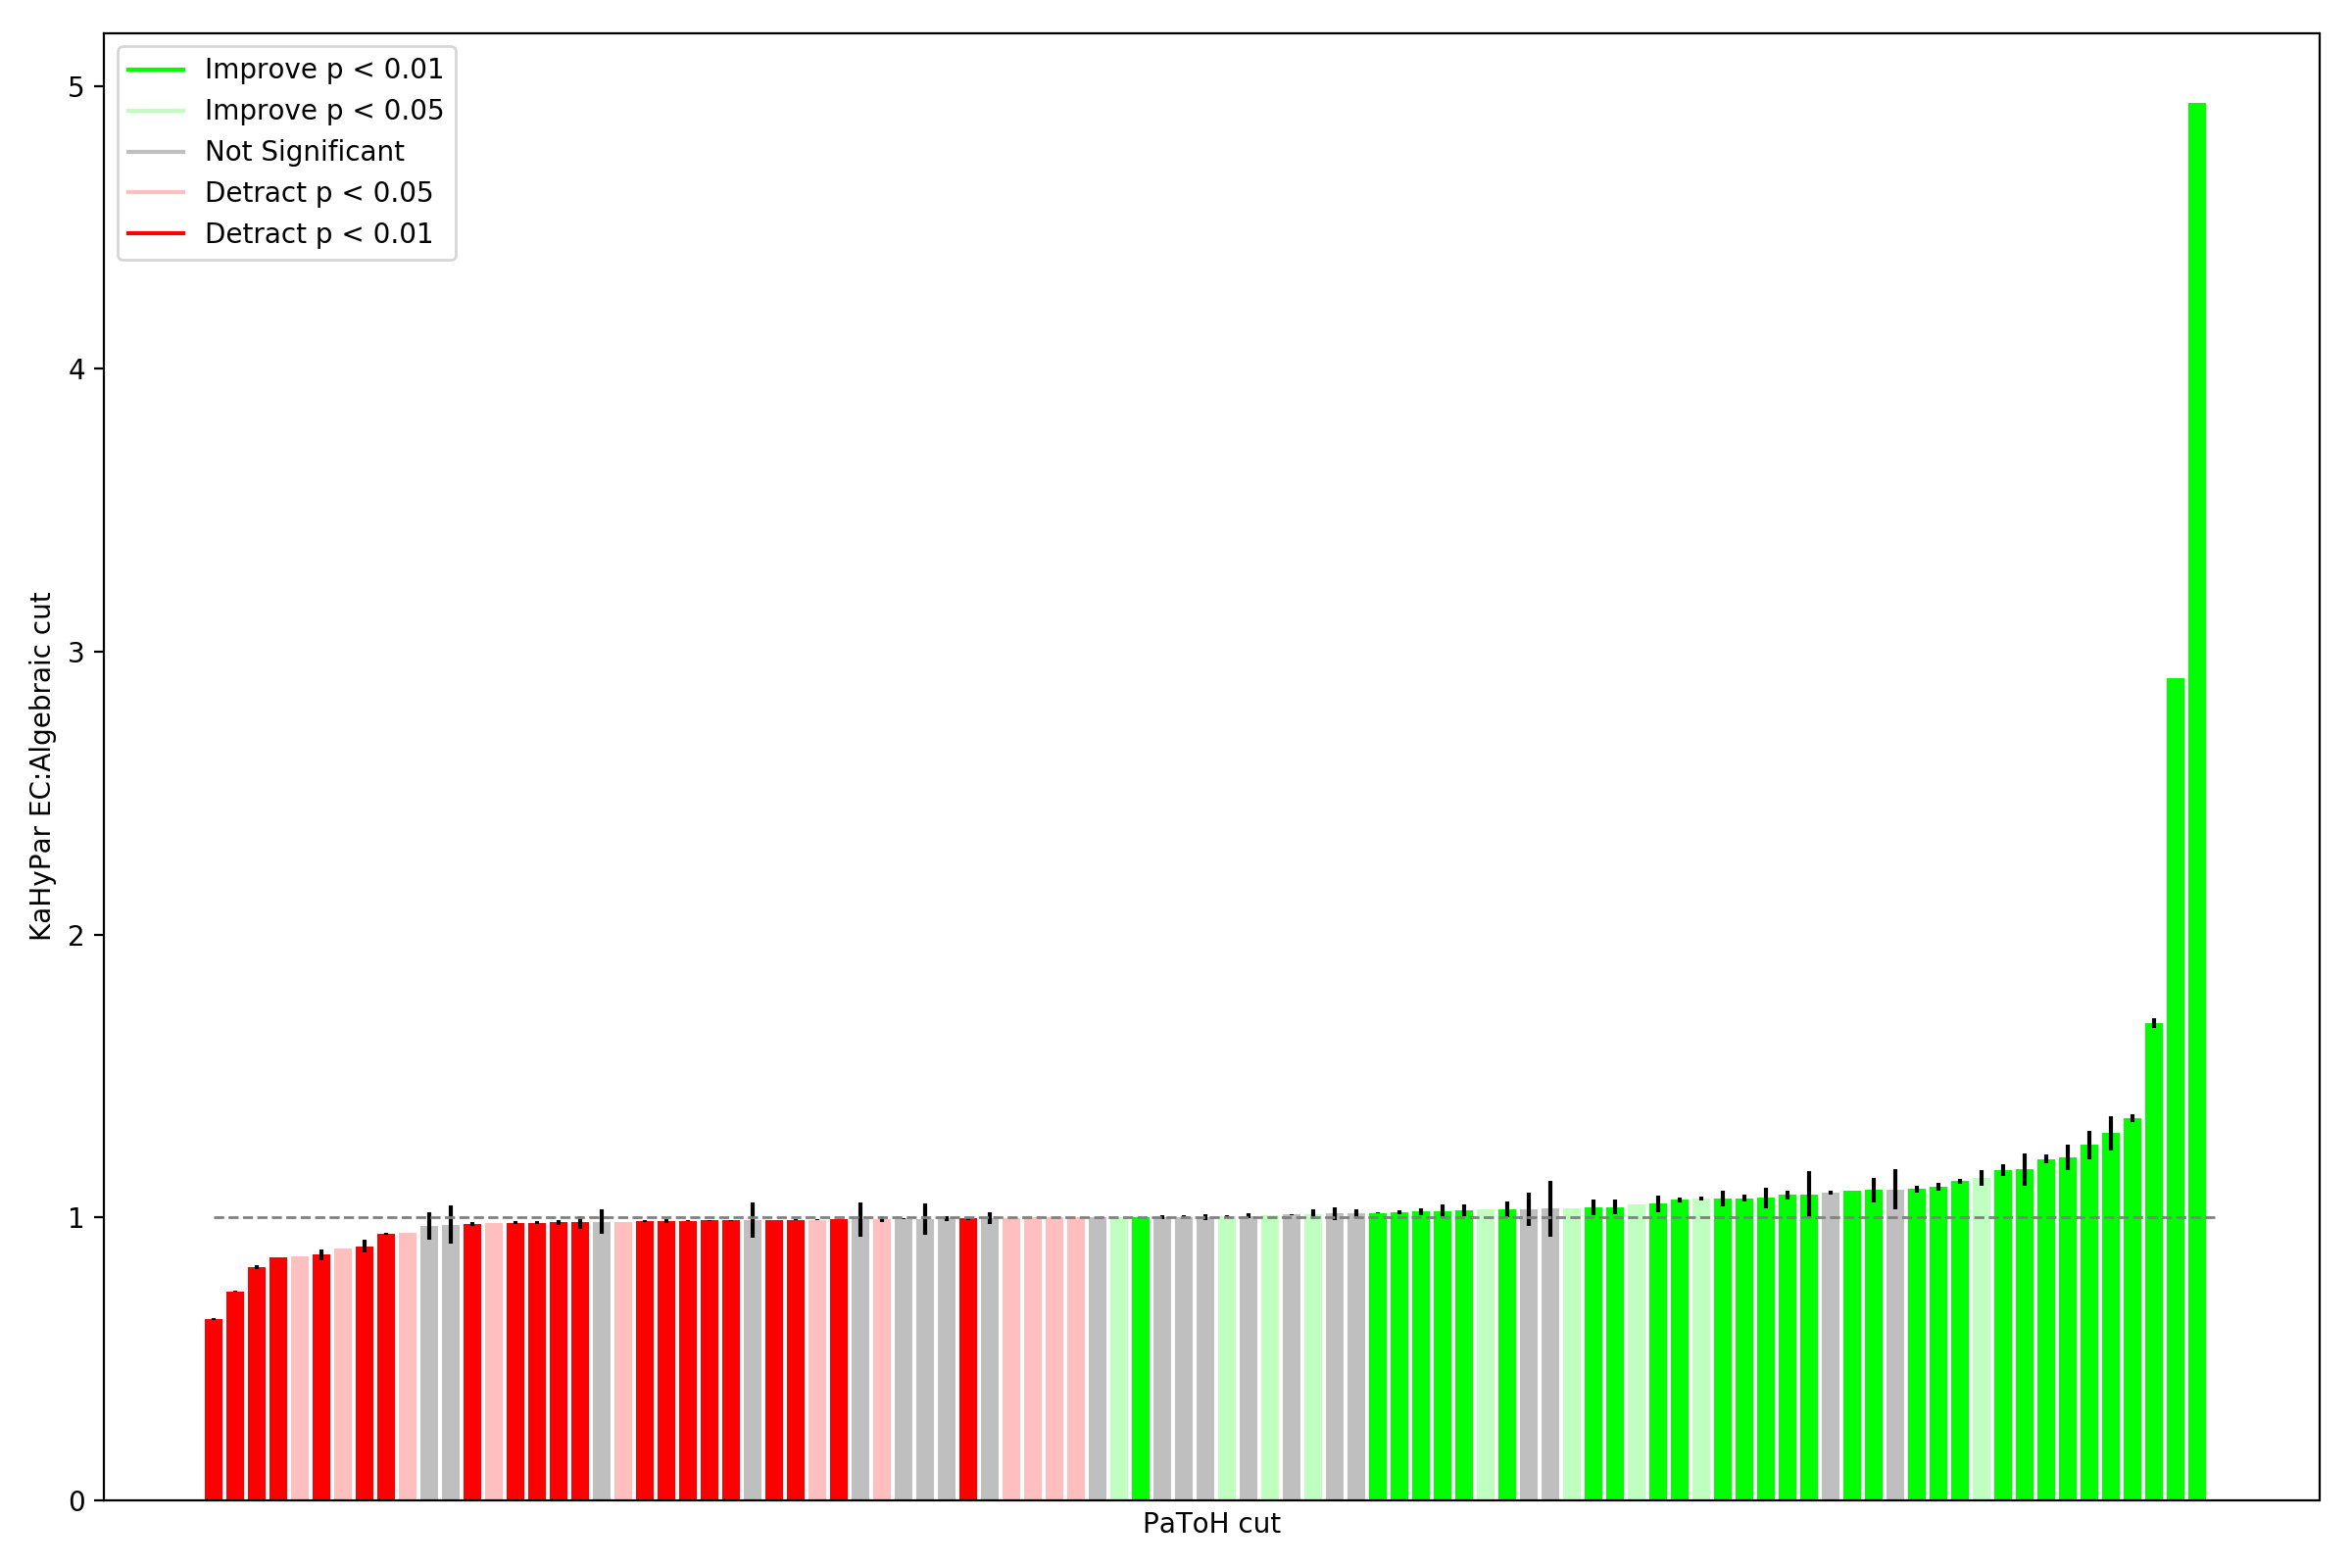 Improve p < 0.01
Improve p < 0.05
Not Significant
Detract p < 0.05
Detract p < 0.01
5
4
3
2
1
0
KaHyPar EC:Algebraic cut
PaToH cut